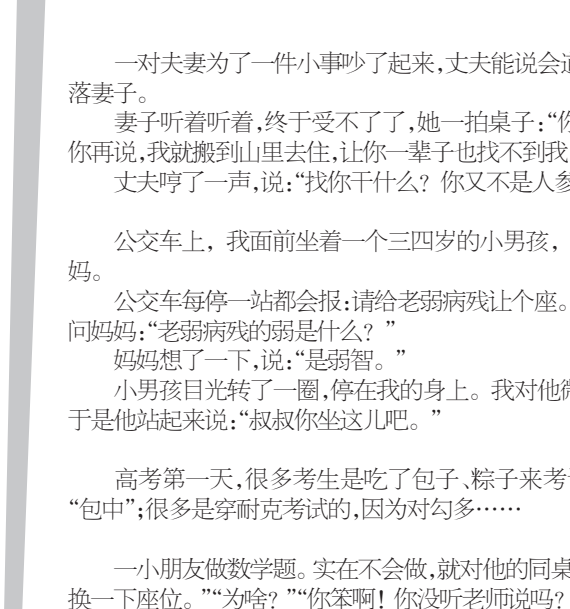 一对夫妻为了一件小事吵了起来,丈夫能说会
落妻子。
妻子听着听着,终于受不了了,她一拍桌子:“你
你再说,我就搬到山里去住,让你一辈子也找不到我
丈夫哼了一声,说:“找你干什么？你又不是人参
公交车上，我面前坐着一个三四岁的小男孩，
妈。
公交车每停一站都会报:请给老弱病残让个座。
问妈妈:“老弱病残的弱是什么？”
妈妈想了一下,说:“是弱智。”
小男孩目光转了一圈,停在我的身上。我对他微
于是他站起来说:“叔叔你坐这儿吧。”
高考第一天,很多考生是吃了包子、粽子来考
“包中”;很多是穿耐克考试的,因为对勾多……
一小朋友做数学题。实在不会做,就对他的同桌
换一下座位。”“为啥？”“你笨啊！你没听老师说吗？